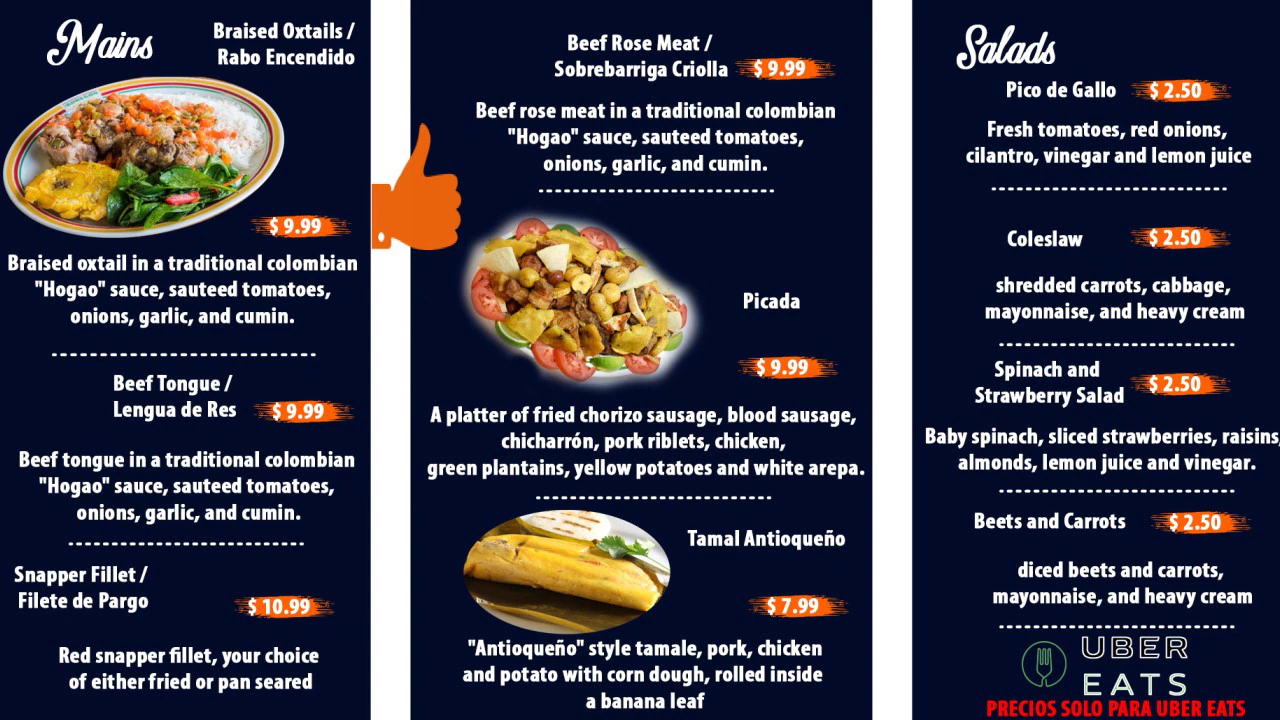 Mains
Braised Oxtails /
Rabo Encendido
$ 9.99
Braised oxtail in a traditional colombian
"Hogao" sauce, sauteed tomatoes,
onions, garlic, and cumin.
Beef Tongue /
Lengua de Res $ 9.99
Beef tongue in a traditional colombian
"Hogao" sauce, sauteed tomatoes,
onions, garlic, and cumin.
Snapper Fillet /
Filete de Pargo $ 10.99
Red snapper fillet, your choice
of either fried or pan seared
Beef Rose Meat /
Sobrebarriga Criolla $ 9.99
Beef rose meat in a traditional colombian
"Hogao" sauce, sauteed tomatoes,
onions, garlic, and cumin.
Picada
$ 9.99
A platter of fried chorizo sausage, blood sausage,
chicharrón, pork riblets, chicken,
green plantains, yellow potatoes and white arepa.
Tamal Antioqueño
$ 7.99
"Antioqueño" style tamale, pork, chicken
and potato with corn dough, rolled inside
a banana leaf
Salads
Pico de Gallo $ 2.50
Fresh tomatoes, red onions,
cilantro, vinegar and lemon juice
Coleslaw $ 2.50
shredded carrots, cabbage,
mayonnaise, and heavy cream
Spinach and
Strawberry Salad $ 2.50
Baby spinach, sliced strawberries, raisins,
almonds, lemon juice and vinegar.
Beets and Carrots $ 2.50
diced beets and carrots,
mayonnaise, and heavy cream
UBER
EATS
PRECIOS SOLO PARA UBER EATS